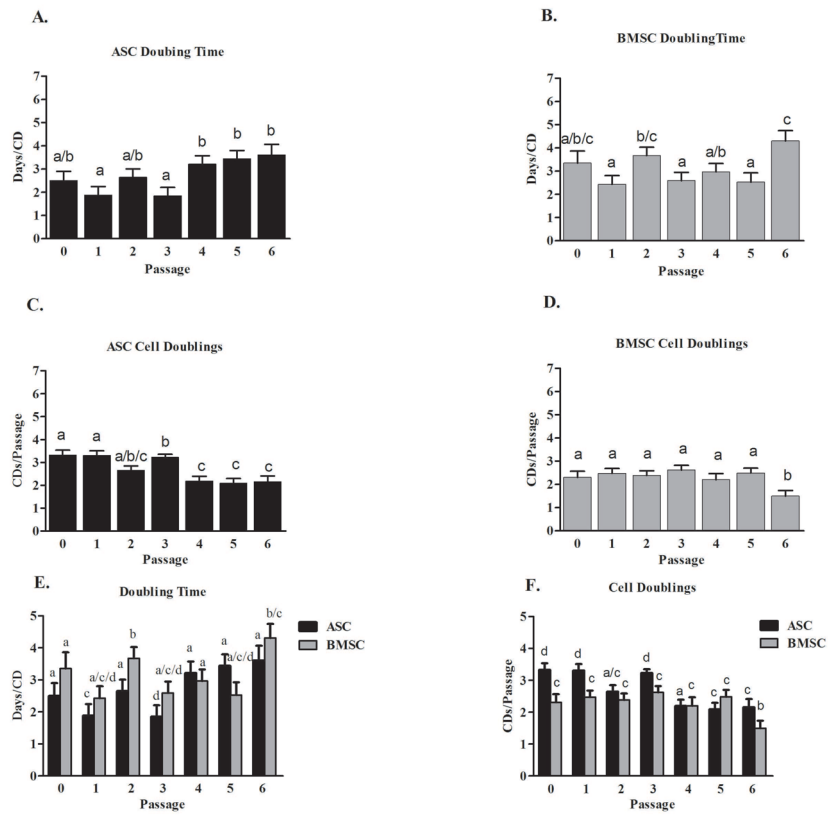 A.
ASC Doubing Time
7
6
5
4
3
2
1
0
Days/CD
a/b
a
a/b
a
b
b
b
0 1 2 3 4 5 6
Passage
B.
BMSC DoublingTime
7
6
5
4
3
2
1
0
Days/CD
a/b/c
a
b/c
a
a/b
a
c
0 1 2 3 4 5 6
Passage
C.
ASC Cell Doublings
7
6
5
4
3
2
1
0
CDs/Passage
a
a
a/b/c
b
c
c
c
0 1 2 3 4 5 6
Passage
D.
BMSC Cell Doublings
7
6
5
4
3
2
1
0
CDs/Passage
a
a
a
a
a
a
b
0 1 2 3 4 5 6
Passage
E.
Doubling Time
5
4
3
2
1
0
Days/CD
a
a
c
a/c/d
a
b
d
a/c/d
a
a
a
a/c/d
a
b/c
0 1 2 3 4 5 6
Passage
ASC
BMSC
F.
Cell Doublings
5
4
3
2
1
0
CDs/Passage
d
c
d
c
a/c
c
d
c
a
c
c
c
c
b
0 1 2 3 4 5 6
Passage
ASC
BMSC